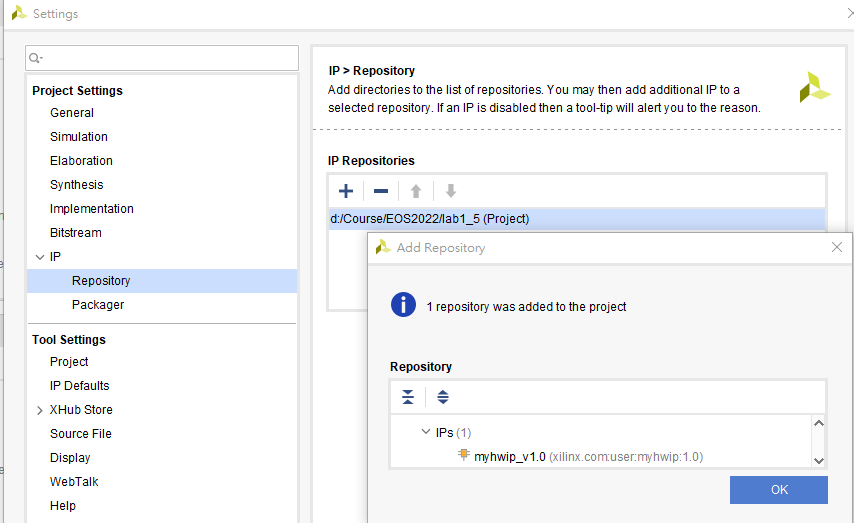 Settings
Project Settings
General
Simulation
Elaboration
Synthesis
Implementation
Bitstream
IP
Repository
Packager
Tool Settings
Project
IP Defaults
XHub Store
Source File
Display
WebTalk
Help
IP > Repository
Add directories to the list of repositories. You may then add additional IP to a
selected repository. If an IP is disabled then a tool-tip will alert you to the reason.
IP Repositories
d:/Course/EOS2022/lab1_5 (Project)
Add Repository
1 repository was added to the project
Repository
IPs (1)
myhwip_v1.0 (xilinx.com:user:myhwip:1.0)
OK